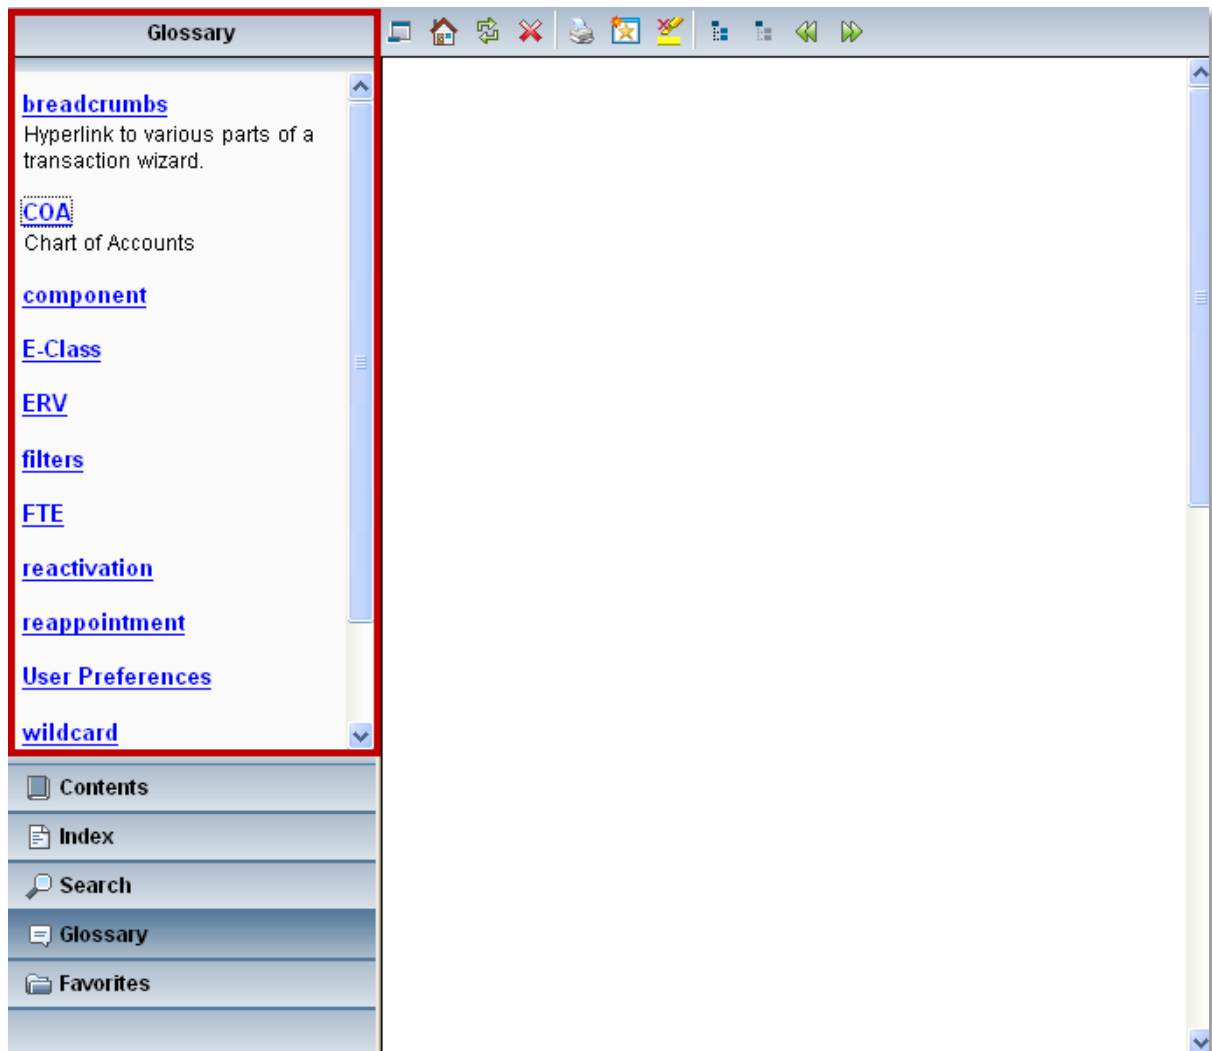 Glossary
breadcrumbs
Hyperlink to various parts of a
transaction wizard.
COA
Chart of Accounts
component
E-Class
ERV
filters
FTE
reactivation
reappointment
User Preferences
wildcard
Contents
Index
Search
Glossary
Favorites